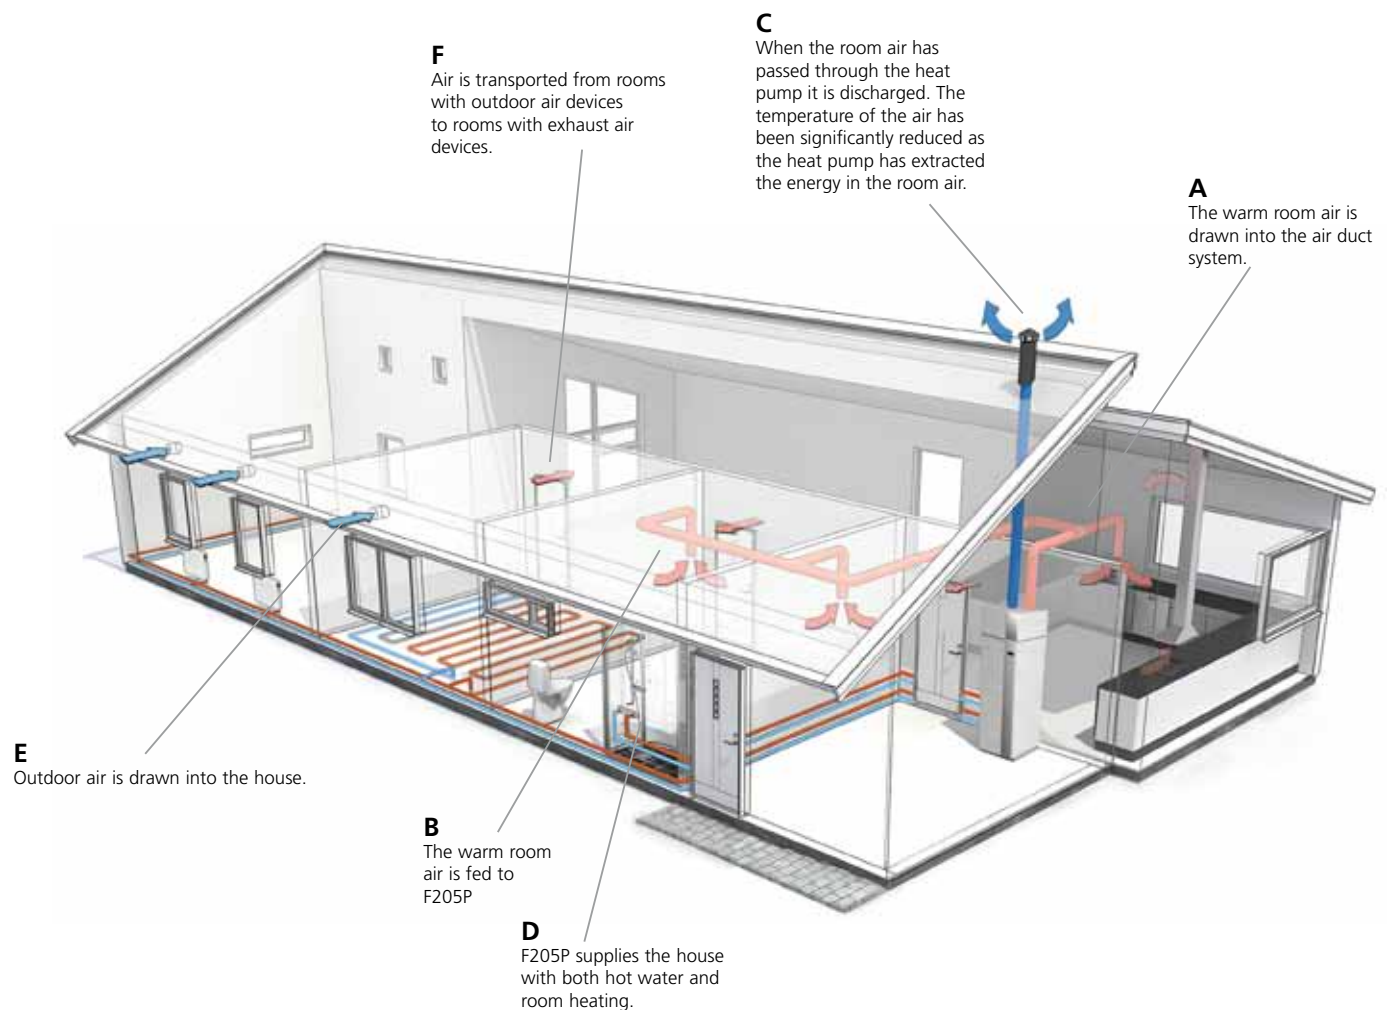 F
Air is transported from rooms
with outdoor air devices
to rooms with exhaust air
devices.
C
When the room air has
passed through the heat
pump it is discharged. The
temperature of the air has
been significantly reduced as
the heat pump has extracted
the energy in the room air.
A
The warm room air is
drawn into the air duct
system.
E
Outdoor air is drawn into the house.
B
The warm room
air is fed to
F205P
D
F205P supplies the house
with both hot water and
room heating.